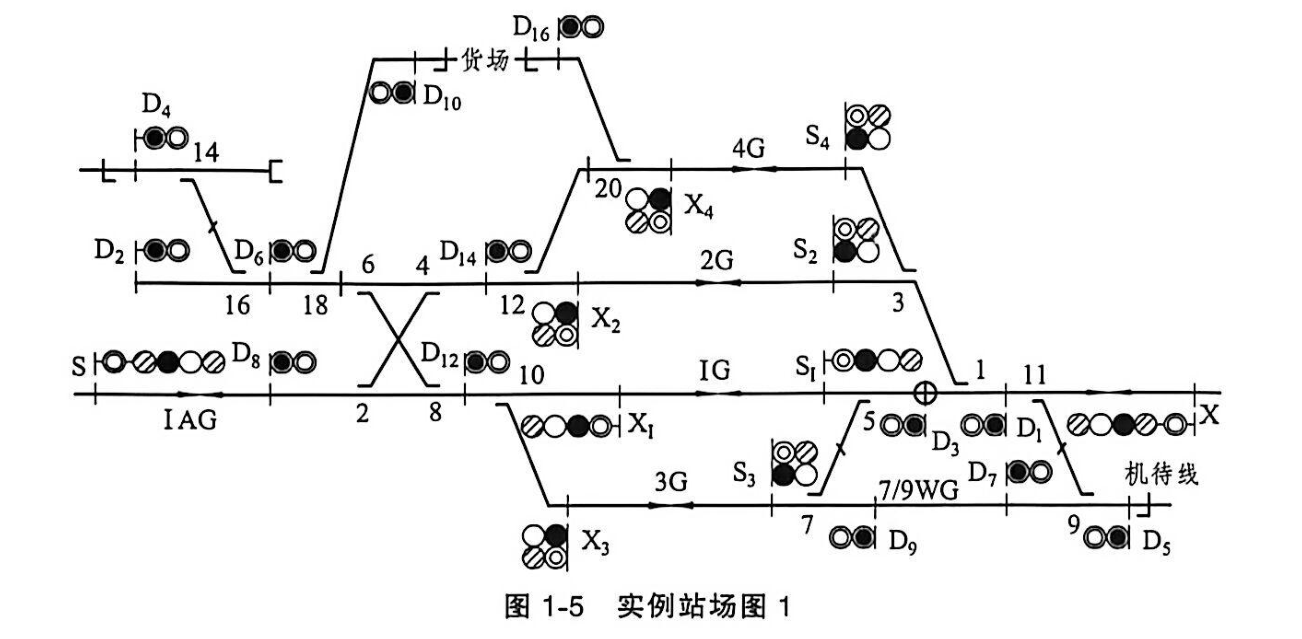 D₁₆
货场
D₁₀
D₄
14
S₄
4G
20
X₄
D₂
D₆
6
4
D₁₄
S₂
2G
16
18
12
X₂
3
S
D₈
D₁₂
10
IG
S_I
1
11
IAG
2
8
X_I
5
D₃
D₁
X
3G
S₃
7/9WG
D₇
机待线
X₃
7
D₉
9
D₅
图 1-5 实例站场图 1